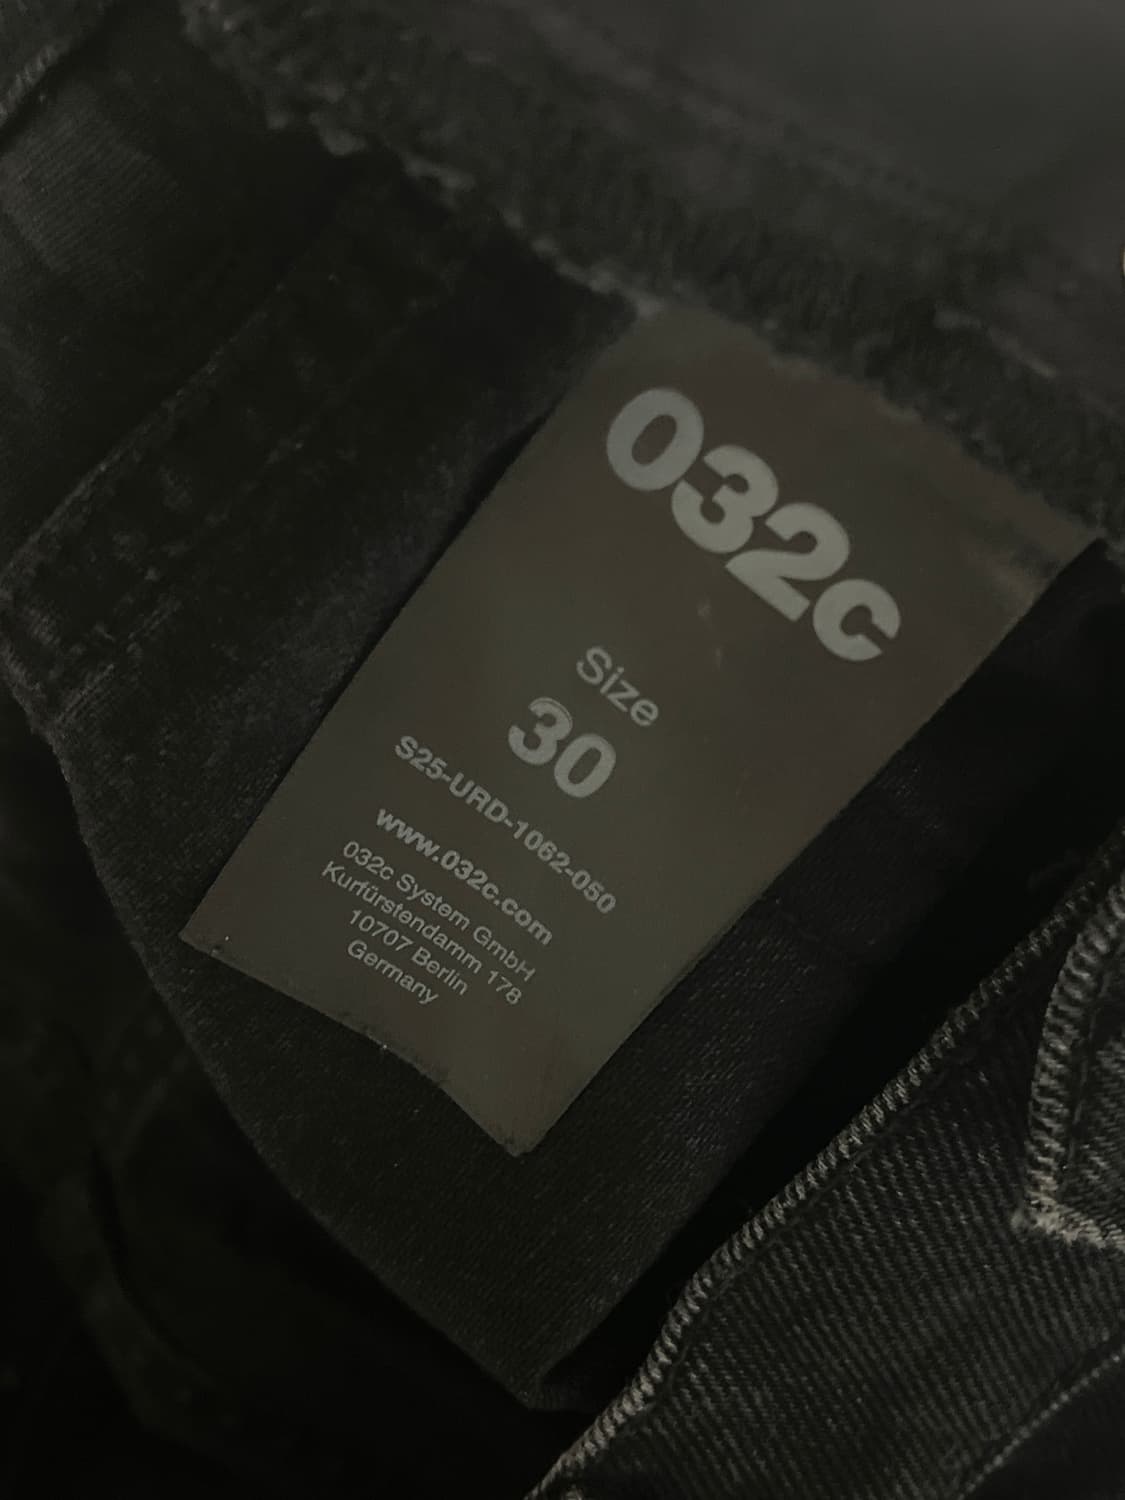 032c
Size
30
S25-URD-1062-050
www.032c.com
032c System GmbH
Kurfürstendamm 178
10707 Berlin
Germany